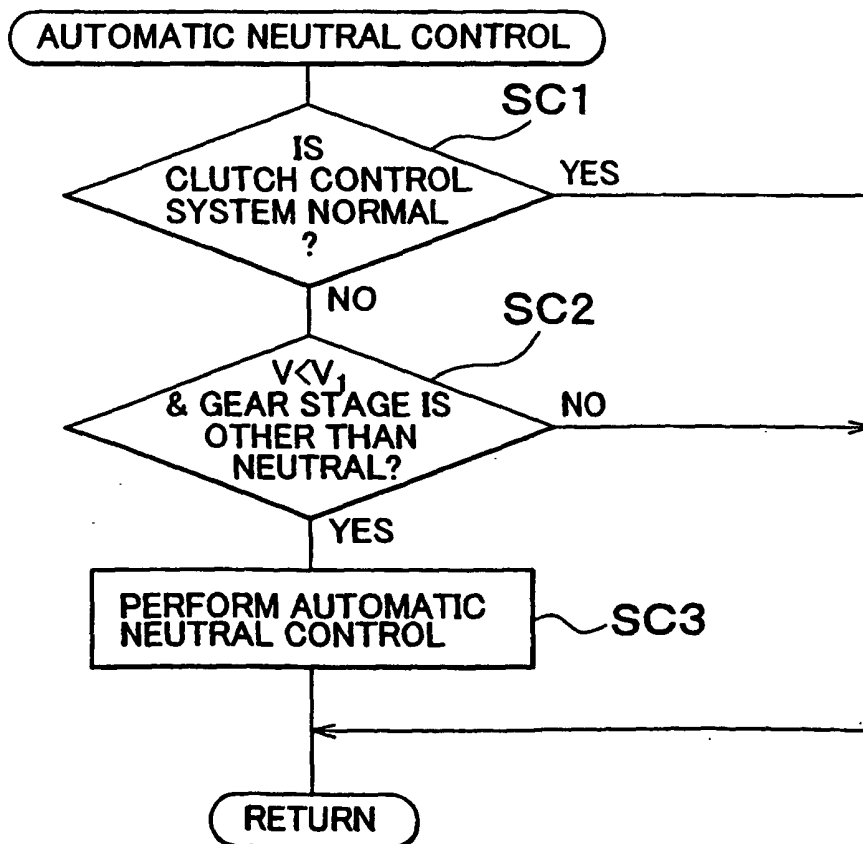 AUTOMATIC NEUTRAL CONTROL
SC1
IS
CLUTCH CONTROL
SYSTEM NORMAL
?
YES
NO
SC2
V<V₁
& GEAR STAGE IS
OTHER THAN
NEUTRAL?
NO
YES
PERFORM AUTOMATIC
NEUTRAL CONTROL
SC3
RETURN